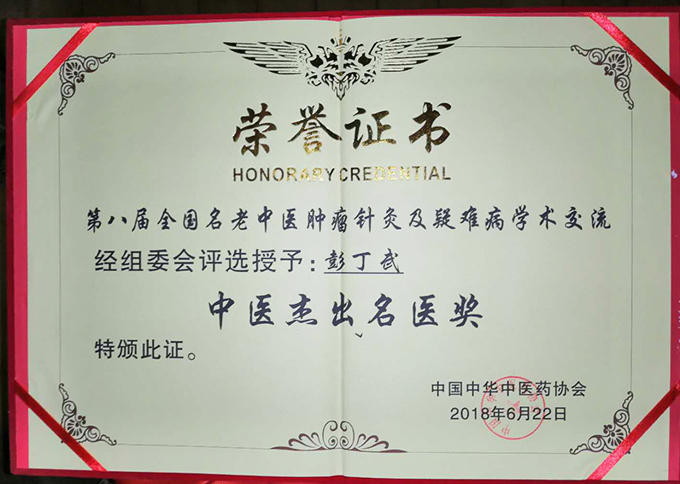 荣誉证书
HONORARY CREDENTIAL
第八届全国名老中医肿瘤针灸及疑难病学术交流
经组委会评选授予:彭丁武
中医杰出名医奖
特颁此证。
中国中华中医药协会
2018年6月22日